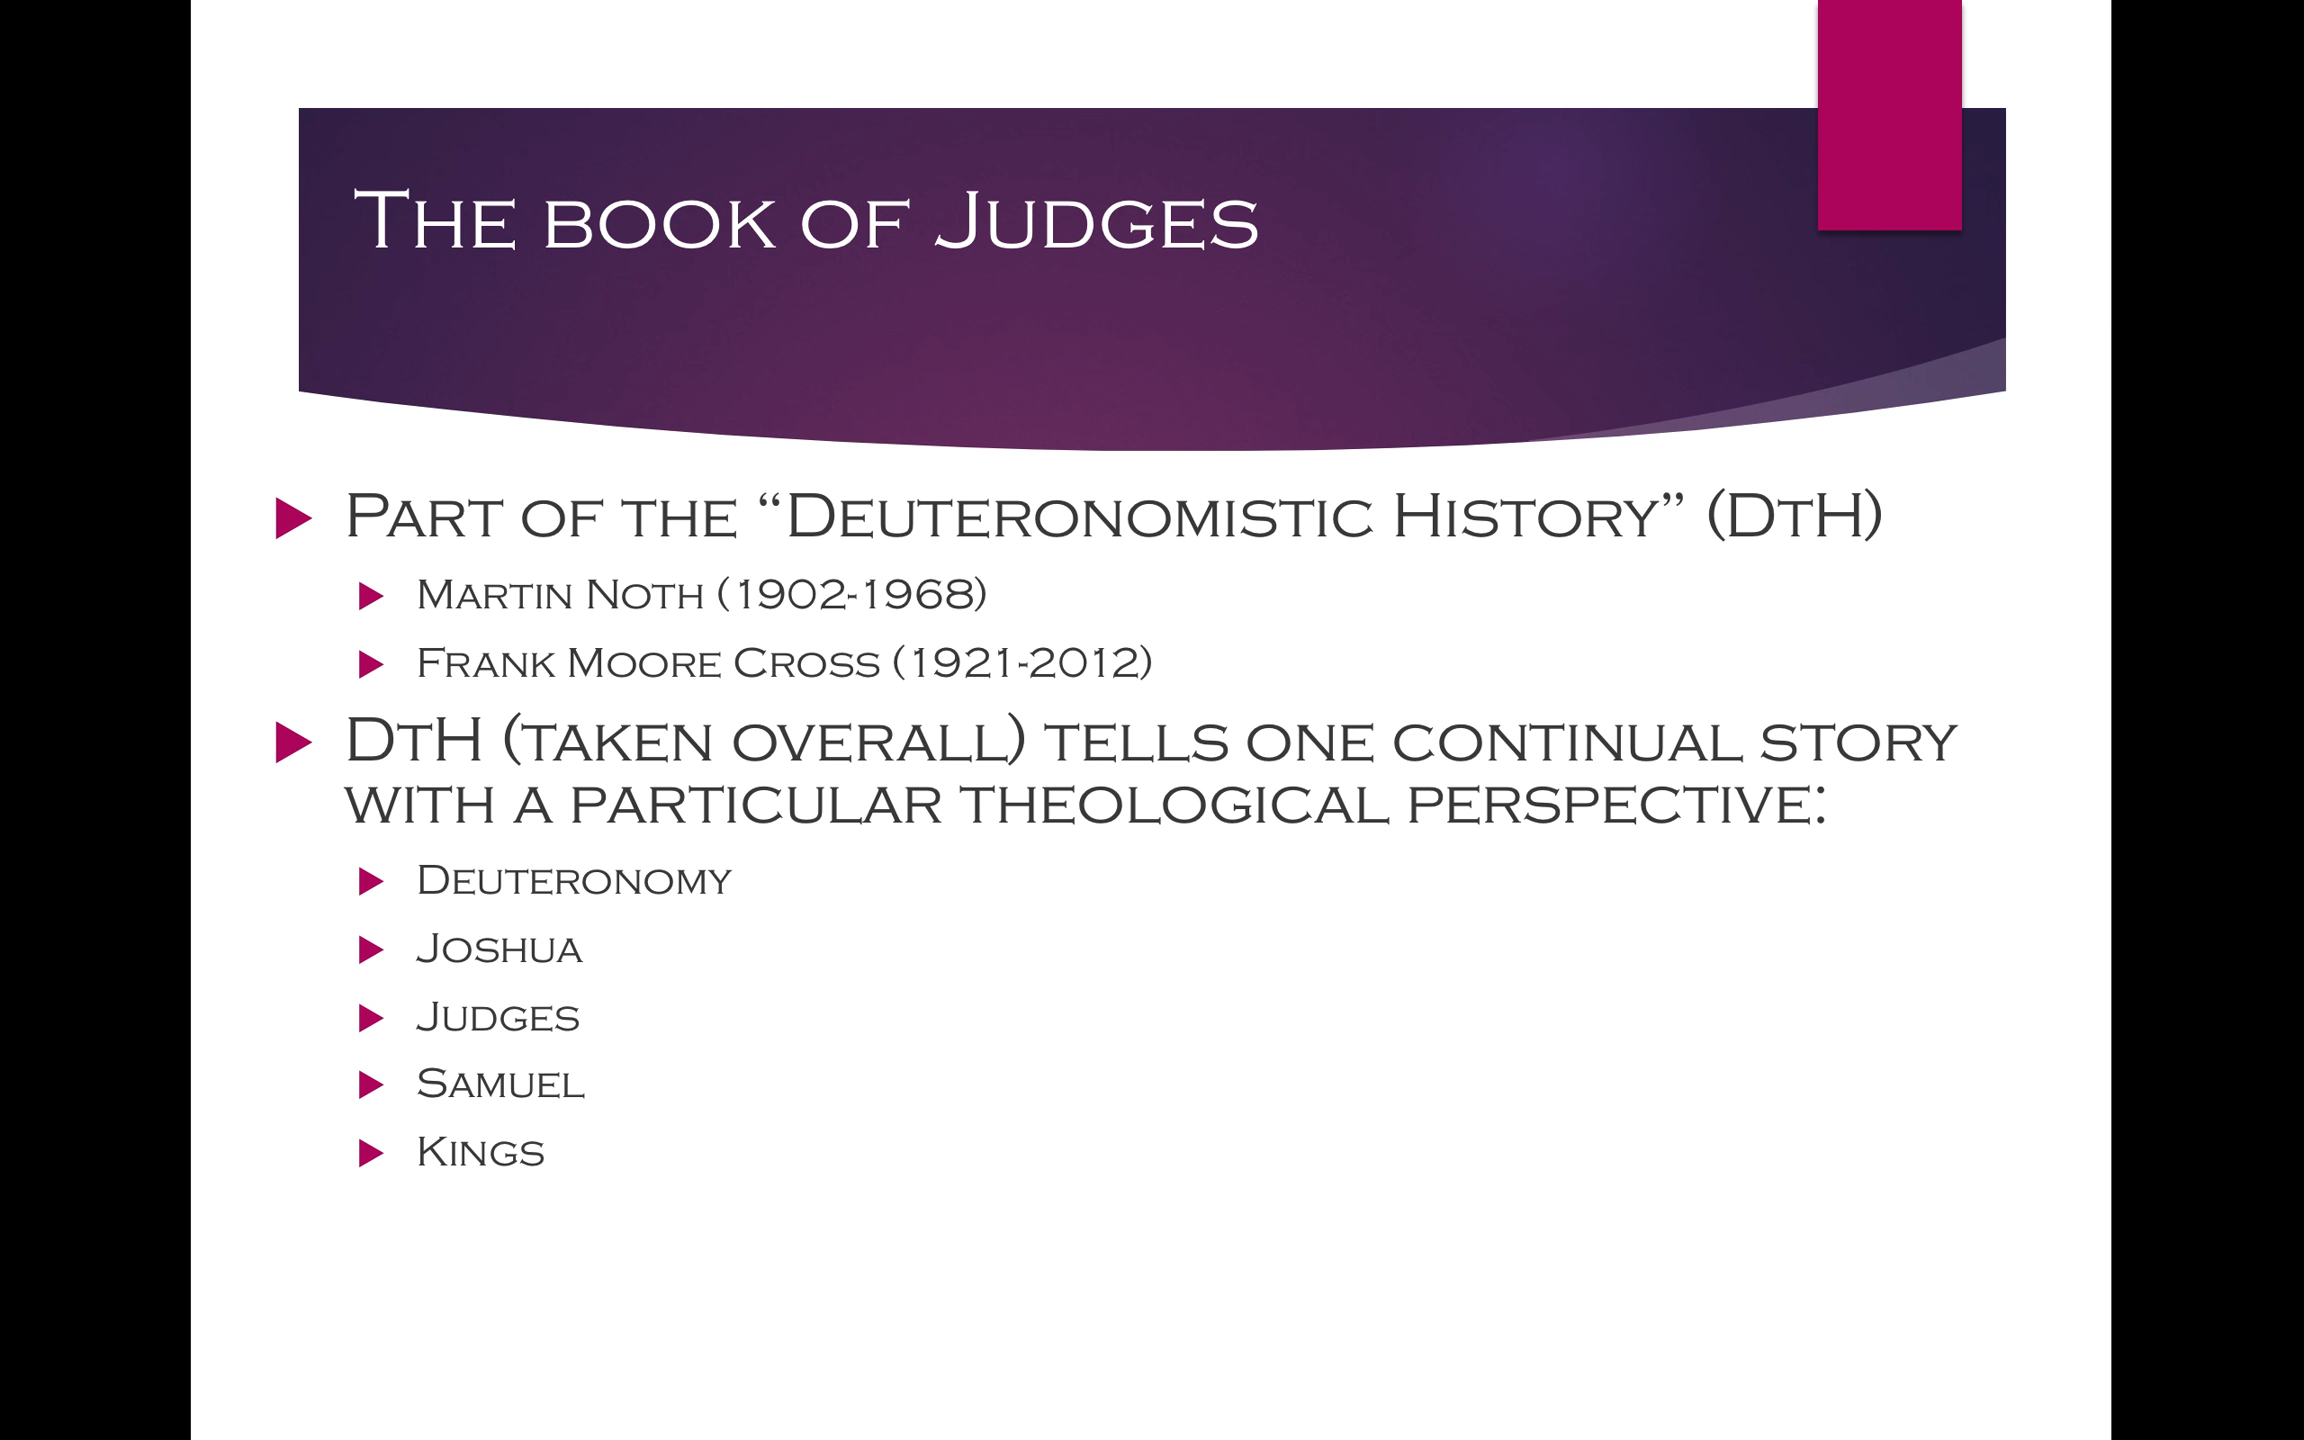 The book of Judges
Part of the “Deuteronomistic History” (DtH)
Martin Noth (1902-1968)
Frank Moore Cross (1921-2012)
DtH (taken overall) tells one continual story
with a particular theological perspective:
Deuteronomy
Joshua
Judges
Samuel
Kings